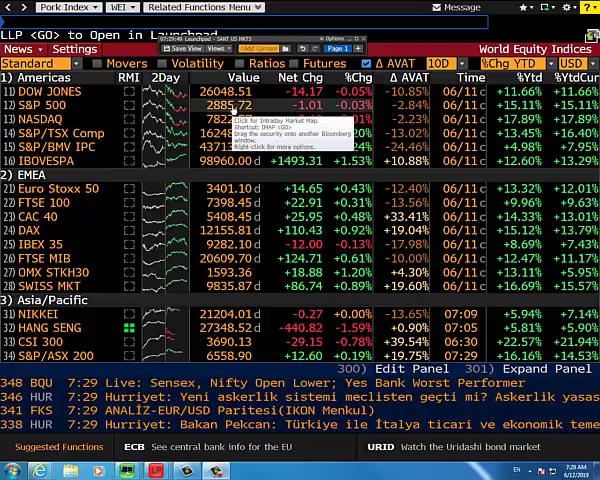 Pork Index WEI Related Functions Menu Message ?
LLP <GO> to Open in Launchpad
07:29:49 Launchpad - SANT US MKTS Options
Save View Views Add Compor Page 1
News Settings World Equity Indices
Standard Movers Volatility Ratios Futures Δ AVAT 10D %Chg YTD USD
1) Americas RMI 2Day Value Net Chg %Chg Δ AVAT Time %Ytd %YtdCur
11) DOW JONES 26048.51 -14.17 -0.05% -10.85% 06/11 c +11.66% +11.66%
12) S&P 500 2885.72 -1.01 -0.03% -2.84% 06/11 c +15.11% +15.11%
13) NASDAQ -2.23% 06/11 c
14) S&P/TSX Comp -13.02% 06/11 c +13.45% +16.40%
15) S&P/BMV IPC -24.46% 06/11 c +4.98% +7.95%
16) IBOVESPA 98960.00 d +1493.31 +1.53% +10.88% 06/11 c +12.60% +13.29%
Click for Intraday Market Map.
Shortcut: IMAP <GO>
Drag the security onto another Bloomberg
window.
Right-click for more options.
2) EMEA
21) Euro Stoxx 50 3401.10 d +14.65 +0.43% -12.40% 06/11 c +13.32% +12.01%
22) FTSE 100 7398.45 d +22.91 +0.31% -13.56% 06/11 c +9.96% +9.63%
23) CAC 40 5408.45 d +25.95 +0.48% +33.41% 06/11 c +14.33% +13.01%
24) DAX 12155.81 d +110.43 +0.92% +19.04% 06/11 c +15.12% +13.79%
25) IBEX 35 9282.10 d -12.00 -0.13% -17.98% 06/11 c +8.69% +7.43%
26) FTSE MIB 20609.70 d +124.71 +0.61% -10.00% 06/11 c +12.47% +11.17%
27) OMX STKH30 1593.36 +18.88 +1.20% +4.30% 06/11 c +13.11% +5.95%
28) SWISS MKT 9835.87 d +86.74 +0.89% +19.60% 06/11 c +16.69% +15.57%
3) Asia/Pacific
31) NIKKEI 21204.01 d -0.27 +0.00% -13.65% 07:09 +5.94% +7.14%
32) HANG SENG 27348.52 d -440.82 -1.59% +0.90% 07:05 +5.81% +5.90%
33) CSI 300 3690.13 -29.15 -0.78% +39.54% 06:30 +22.57% +21.94%
34) S&P/ASX 200 6558.90 +12.60 +0.19% +19.75% 07:29 +16.16% +14.53%
300) Edit Panel 301) Expand Panel
348 BQU 7:29 Live: Sensex, Nifty Open Lower; Yes Bank Worst Performer
346 HUR 7:29 Hurriyet: Yeni askerlik sistemi meclisten geçti mi? Askerlik yasas
341 FKS 7:29 ANALİZ-EUR/USD Paritesi(IKON Menkul)
338 HUR 7:29 Hurriyet: Bakan Pekcan: Türkiye ile İtalya ticari ve ekonomik teme
Suggested Functions ECB See central bank info for the EU URID Watch the Uridashi bond market
LP EN 7:29 AM
6/12/2019